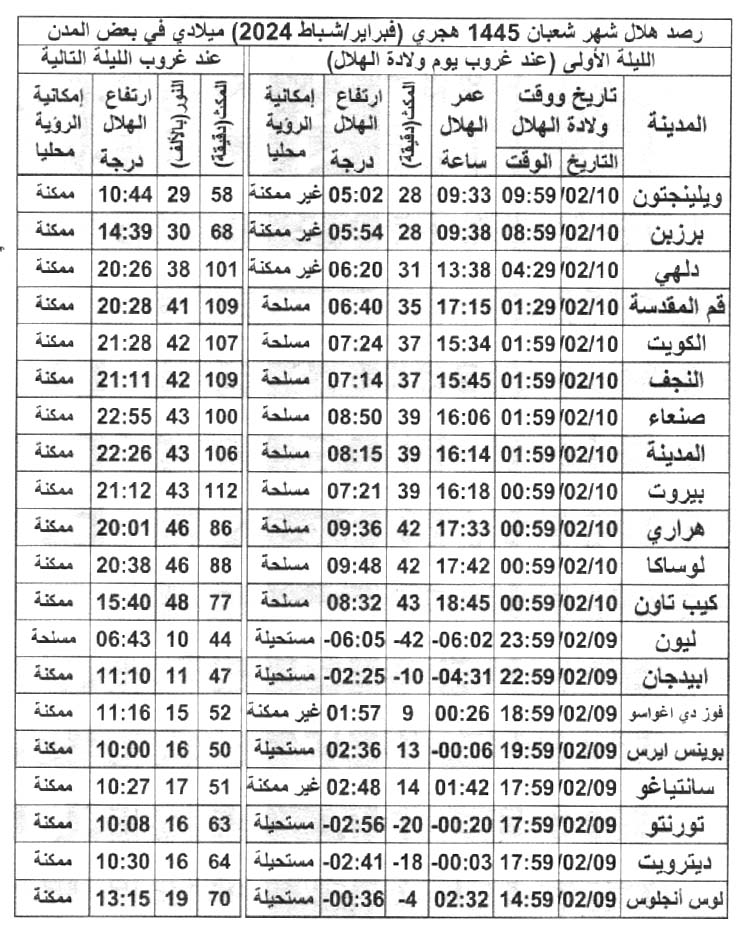 رصد هلال شهر شعبان 1445 هجري (فبراير/شباط 2024) ميلادي في بعض المدن
الليلة الأولى (عند غروب يوم ولادة الهلال) عند غروب الليلة التالية
المدينة تاريخ ووقت ولادة الهلال التاريخ الوقت عمر الهلال ساعة المكث(دقيقة) ارتفاع الهلال درجة إمكانية الرؤية محليا المكث(دقيقة) النور(بالألف) ارتفاع الهلال درجة إمكانية الرؤية محليا
ويلينجتون 02/10/ 09:59 09:33 28 05:02 غير ممكنة 58 29 10:44 ممكنة
برزبن 02/10/ 08:59 09:38 28 05:54 غير ممكنة 68 30 14:39 ممكنة
دلهي 02/10/ 04:29 13:38 31 06:20 غير ممكنة 101 38 20:26 ممكنة
قم المقدسة 02/10/ 01:29 17:15 35 06:40 مسلحة 109 41 20:28 ممكنة
الكويت 02/10/ 01:59 15:34 37 07:24 مسلحة 107 42 21:28 ممكنة
النجف 02/10/ 01:59 15:45 37 07:14 مسلحة 109 42 21:11 ممكنة
صنعاء 02/10/ 01:59 16:06 39 08:50 مسلحة 100 43 22:55 ممكنة
المدينة 02/10/ 01:59 16:14 39 08:15 مسلحة 106 43 22:26 ممكنة
بيروت 02/10/ 00:59 16:18 39 07:21 مسلحة 112 43 21:12 ممكنة
هراري 02/10/ 00:59 17:33 42 09:36 مسلحة 86 46 20:01 ممكنة
لوساكا 02/10/ 00:59 17:42 42 09:48 مسلحة 88 46 20:38 ممكنة
كيب تاون 02/10/ 00:59 18:45 43 08:32 مسلحة 77 48 15:40 ممكنة
ليون 02/09/ 23:59 -06:02 -42 -06:05 مستحيلة 44 10 06:43 مسلحة
ابيدجان 02/09/ 22:59 -04:31 -10 -02:25 مستحيلة 47 11 11:10 ممكنة
فوز دي اغواسو 02/09/ 18:59 00:26 9 01:57 غير ممكنة 52 15 11:16 ممكنة
بوينس ايرس 02/09/ 19:59 -00:06 13 02:36 مستحيلة 50 16 10:00 ممكنة
سانتياغو 02/09/ 17:59 01:42 14 02:48 غير ممكنة 51 17 10:27 ممكنة
تورنتو 02/09/ 17:59 -00:20 -20 -02:56 مستحيلة 63 16 10:08 ممكنة
ديترويت 02/09/ 17:59 -00:03 -18 -02:41 مستحيلة 64 16 10:30 ممكنة
لوس أنجلوس 02/09/ 14:59 02:32 -4 -00:36 مستحيلة 70 19 13:15 ممكنة